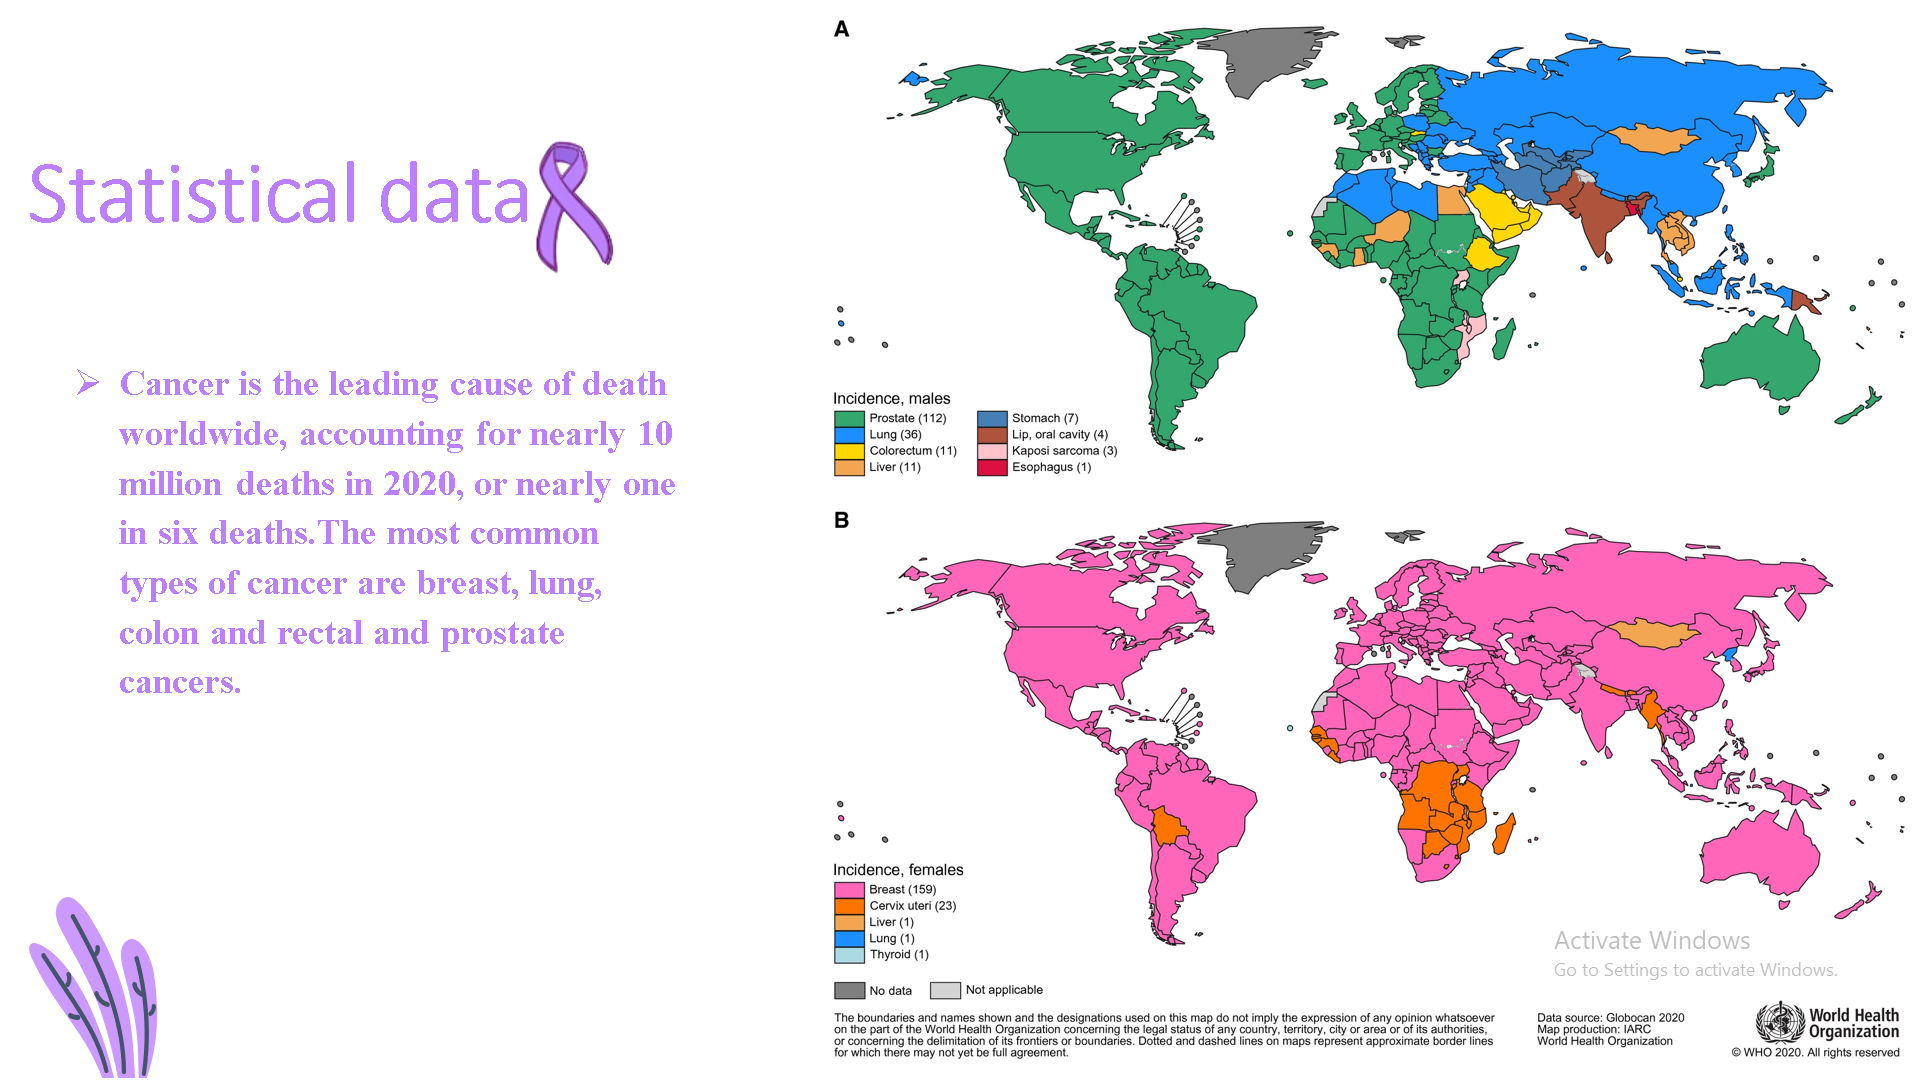 Statistical data
➢ Cancer is the leading cause of death
worldwide, accounting for nearly 10
million deaths in 2020, or nearly one
in six deaths.The most common
types of cancer are breast, lung,
colon and rectal and prostate
cancers.
A
Incidence, males
Prostate (112)
Lung (36)
Colorectum (11)
Liver (11)
Stomach (7)
Lip, oral cavity (4)
Kaposi sarcoma (3)
Esophagus (1)
B
Incidence, females
Breast (159)
Cervix uteri (23)
Liver (1)
Lung (1)
Thyroid (1)
No data
Not applicable
Activate Windows
Go to Settings to activate Windows.
The boundaries and names shown and the designations used on this map do not imply the expression of any opinion whatsoever
on the part of the World Health Organization concerning the legal status of any country, territory, city or area or of its authorities,
or concerning the delimitation of its frontiers or boundaries. Dotted and dashed lines on maps represent approximate border lines
for which there may not yet be full agreement.
Data source: Globocan 2020
Map production: IARC
World Health Organization
World Health
Organization
© WHO 2020. All rights reserved